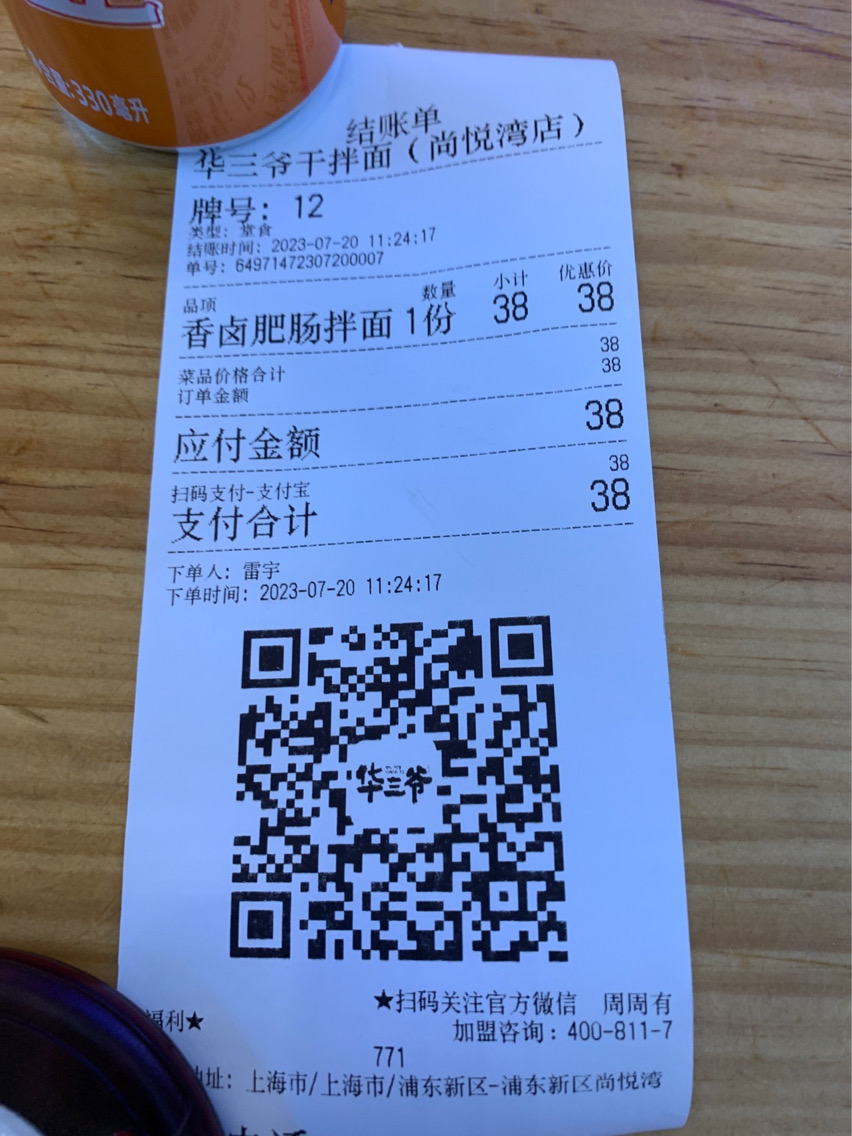 含量:330毫升
结账单
华三爷干拌面（尚悦湾店）
牌号: 12
类型: 堂食
结账时间: 2023-07-20 11:24:17
单号: 64971472307200007
品项 数量 小计 优惠价
香卤肥肠拌面 1份 38 38
菜品价格合计 38
订单金额 38
应付金额 38
扫码支付-支付宝 38
支付合计 38
下单人: 雷宇
下单时间: 2023-07-20 11:24:17
华三爷
★扫码关注官方微信 周周有
福利★
加盟咨询: 400-811-7
771
地址: 上海市/上海市/浦东新区-浦东新区尚悦湾